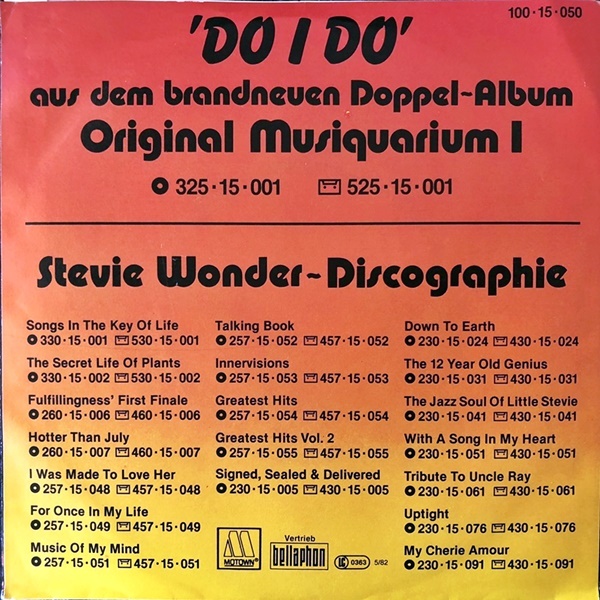 100·15·050
'DO I DO'
aus dem brandneuen Doppel-Album
Original Musiquarium I
325·15·001 525·15·001
Stevie Wonder-Discographie
Songs In The Key Of Life
330·15·001 530·15·001
The Secret Life Of Plants
330·15·002 530·15·002
Fulfillingness' First Finale
260·15·006 460·15·006
Hotter Than July
260·15·007 460·15·007
I Was Made To Love Her
257·15·048 457·15·048
For Once In My Life
257·15·049 457·15·049
Music Of My Mind
257·15·051 457·15·051
Talking Book
257·15·052 457·15·052
Innervisions
257·15·053 457·15·053
Greatest Hits
257·15·054 457·15·054
Greatest Hits Vol. 2
257·15·055 457·15·055
Signed, Sealed & Delivered
230·15·005 430·15·005
Down To Earth
230·15·024 430·15·024
The 12 Year Old Genius
230·15·031 430·15·031
The Jazz Soul Of Little Stevie
230·15·041 430·15·041
With A Song In My Heart
230·15·051 430·15·051
Tribute To Uncle Ray
230·15·061 430·15·061
Uptight
230·15·076 430·15·076
My Cherie Amour
230·15·091 430·15·091
M
MOTOWN
Vertrieb
bellaphon
LC 0363 5/82